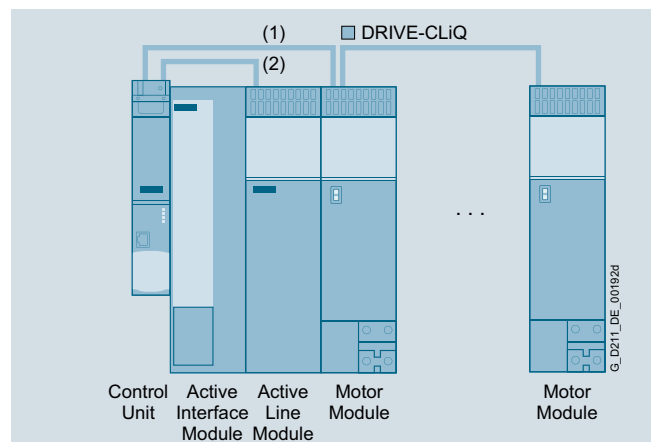 (1)
DRIVE-CLiQ
(2)
. . .
G_D211_DE_00192d
Control
Unit
Active
Interface
Module
Active
Line
Module
Motor
Module
Motor
Module